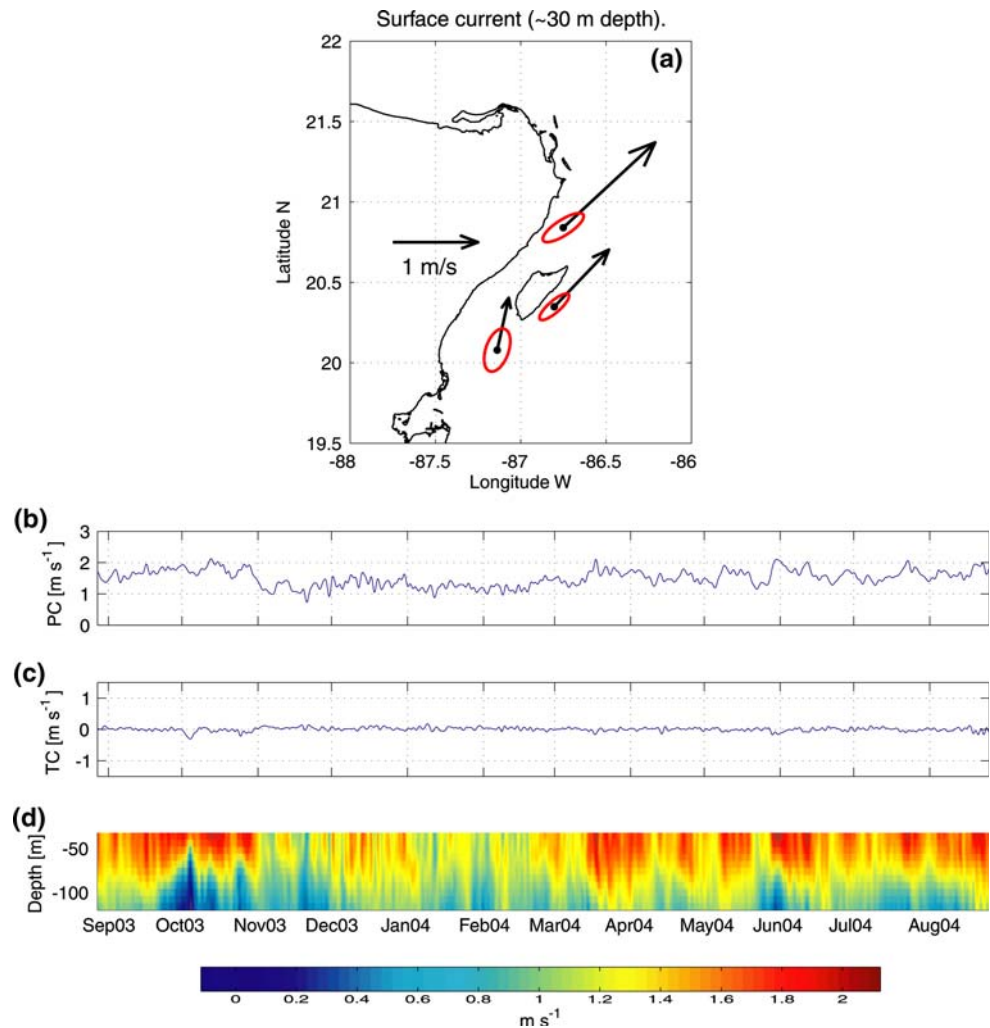 Surface current (~30 m depth).
(a)
22
21.5
21
20.5
20
19.5
Latitude N
1 m/s
-88 -87.5 -87 -86.5 -86
Longitude W
(b)
3
2
1
0
PC [m s⁻¹]
(c)
1
0
-1
TC [m s⁻¹]
(d)
-50
-100
Depth [m]
Sep03 Oct03 Nov03 Dec03 Jan04 Feb04 Mar04 Apr04 May04 Jun04 Jul04 Aug04
0 0.2 0.4 0.6 0.8 1 1.2 1.4 1.6 1.8 2
m s⁻¹